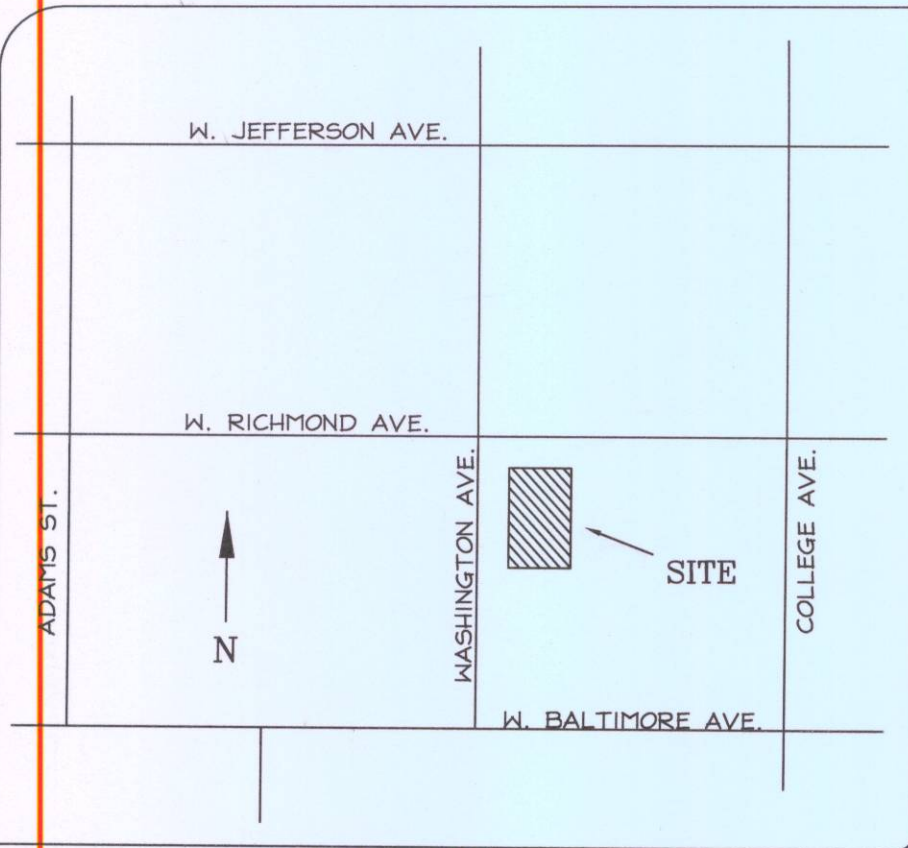 W. JEFFERSON AVE.
W. RICHMOND AVE.
ADAMS ST.
WASHINGTON AVE.
COLLEGE AVE.
SITE
N
W. BALTIMORE AVE.